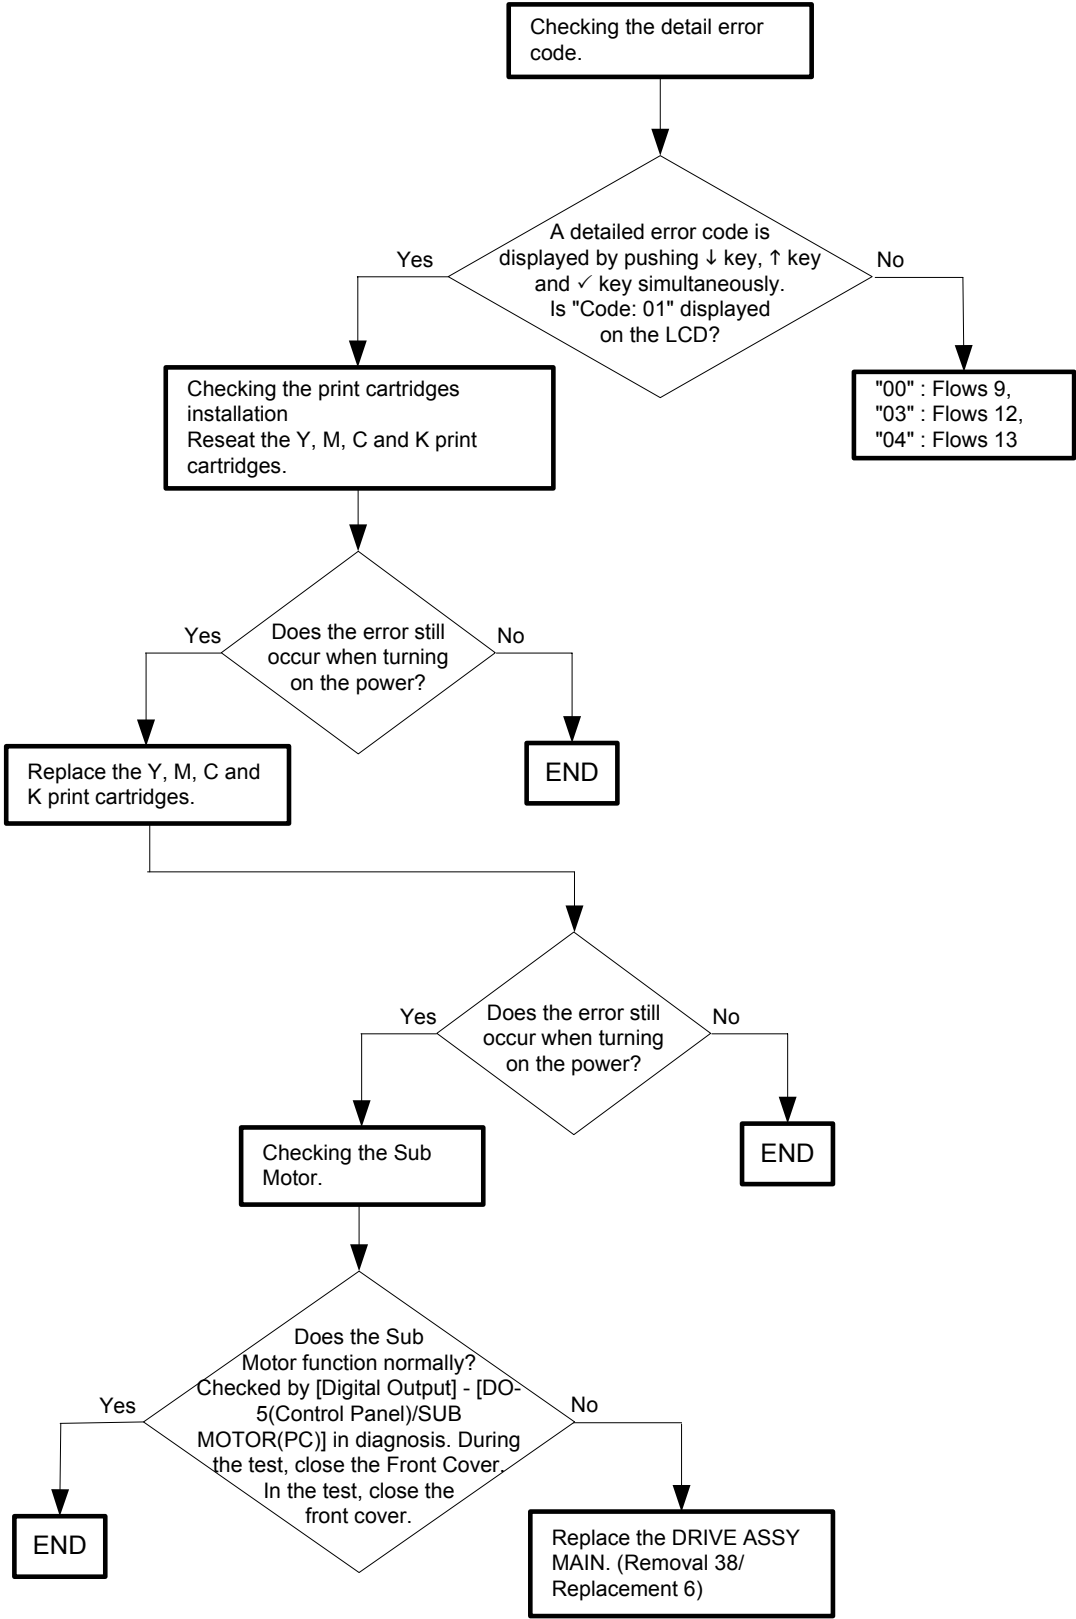 Checking the detail error
code.
A detailed error code is
displayed by pushing ↓ key, ↑ key
and ✓ key simultaneously.
Is "Code: 01" displayed
on the LCD?
Yes
No
Checking the print cartridges
installation
Reseat the Y, M, C and K print
cartridges.
"00" : Flows 9,
"03" : Flows 12,
"04" : Flows 13
Does the error still
occur when turning
on the power?
Yes
No
Replace the Y, M, C and
K print cartridges.
END
Does the error still
occur when turning
on the power?
Yes
No
Checking the Sub
Motor.
END
Does the Sub
Motor function normally?
Checked by [Digital Output] - [DO-
5(Control Panel)/SUB
MOTOR(PC)] in diagnosis. During
the test, close the Front Cover.
In the test, close the
front cover.
Yes
No
END
Replace the DRIVE ASSY
MAIN. (Removal 38/
Replacement 6)